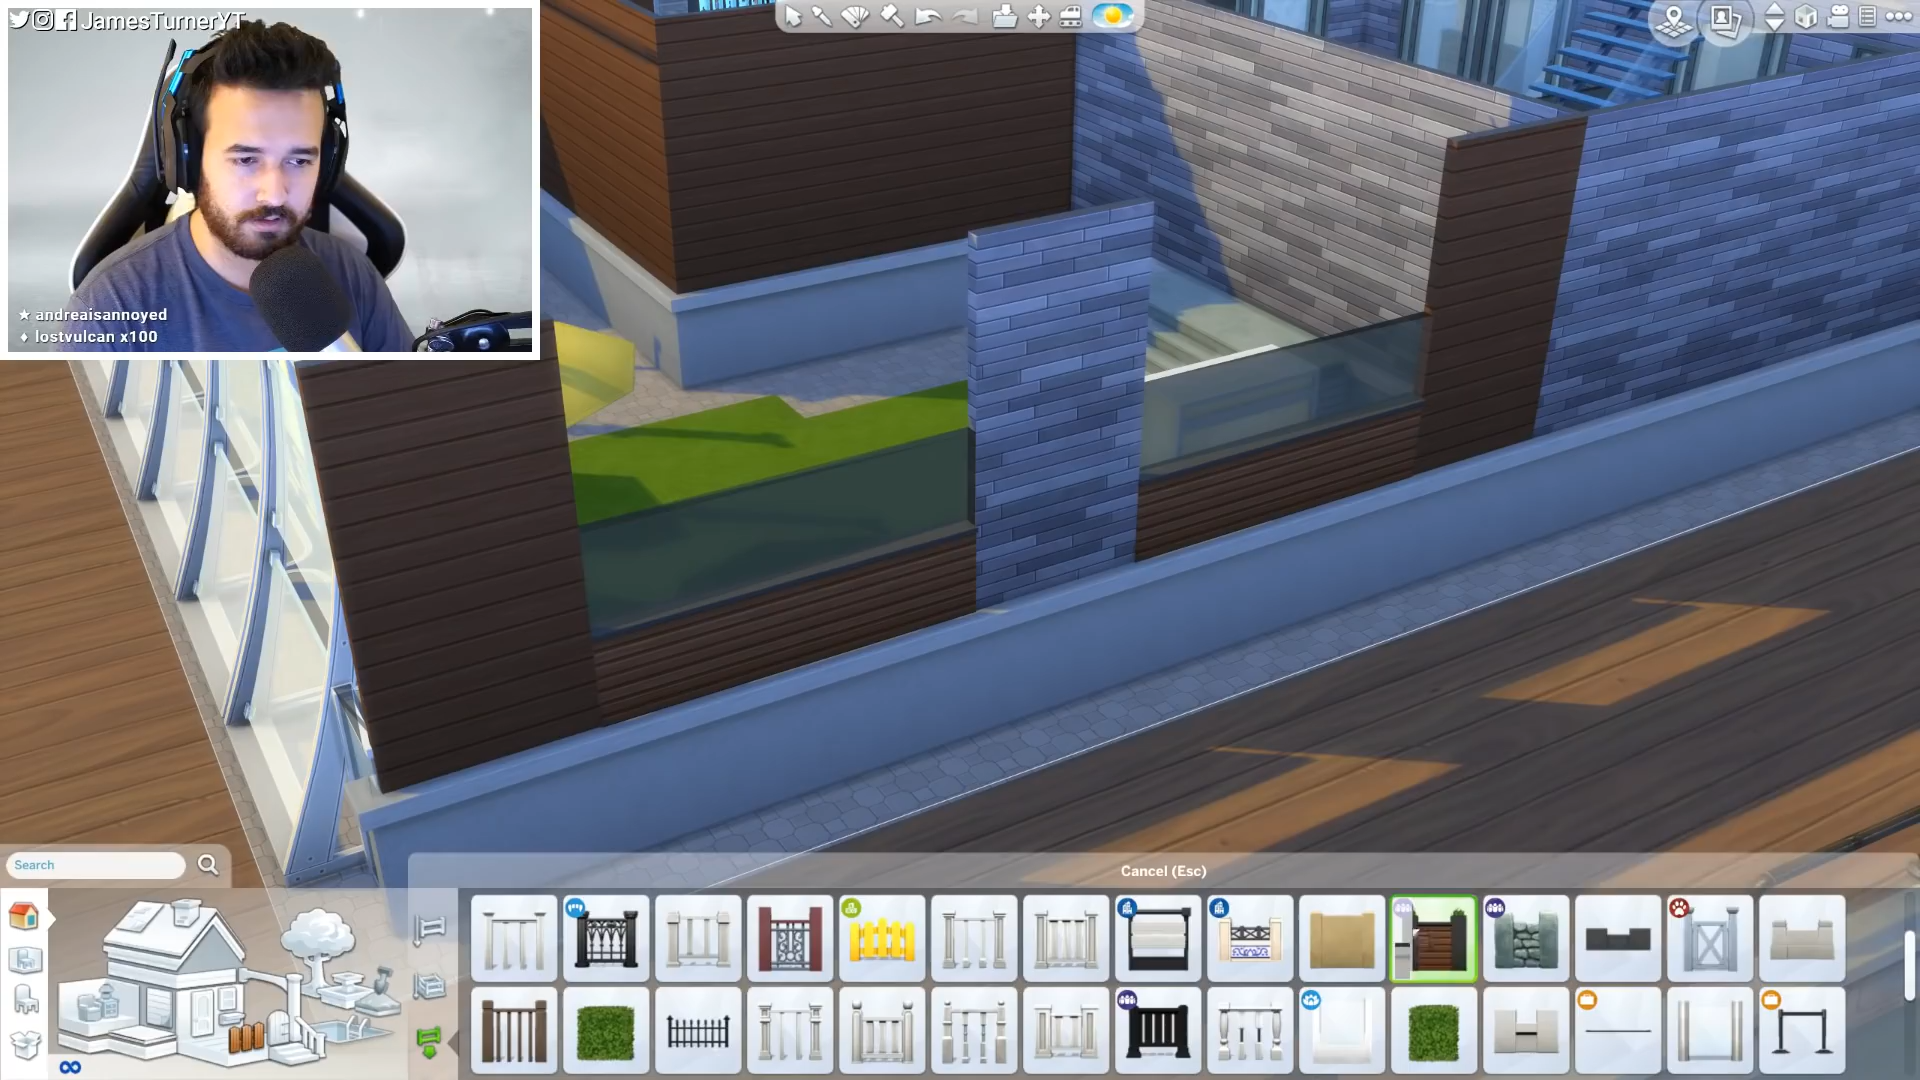 JamesTurnerYT
andreaisannoyed
lostvulcan x100
Search
Cancel (Esc)